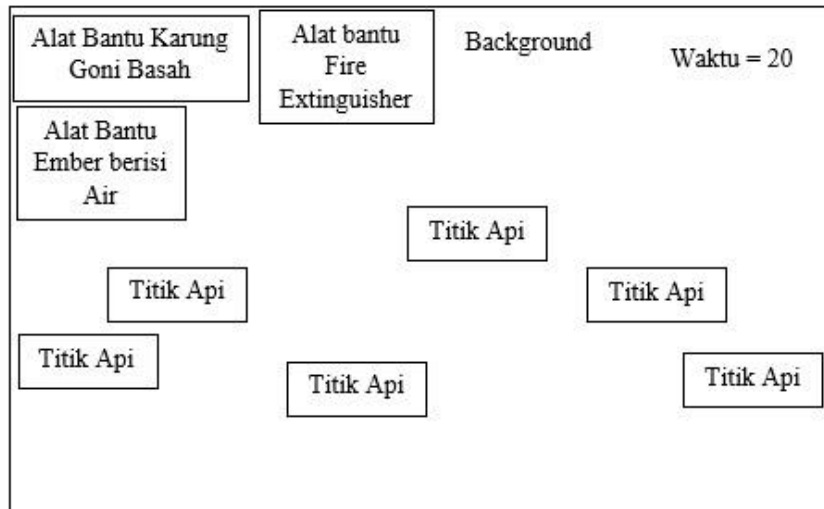 Alat Bantu Karung
Goni Basah
Alat bantu
Fire
Extinguisher
Background
Waktu = 20
Alat Bantu
Ember berisi
Air
Titik Api
Titik Api
Titik Api
Titik Api
Titik Api
Titik Api